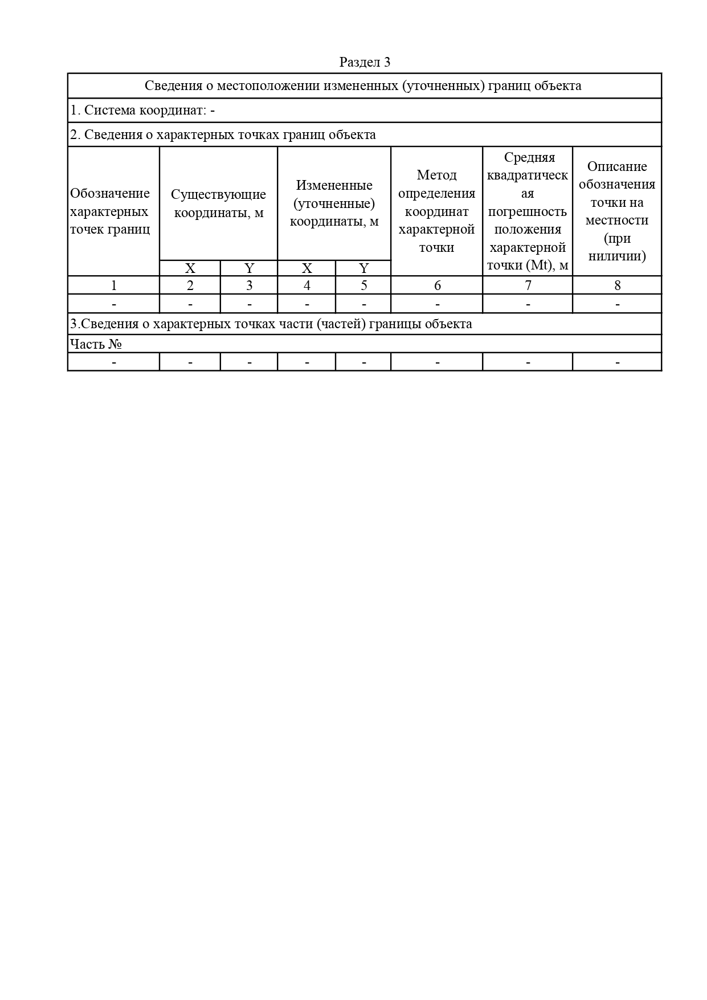 Раздел 3
Сведения о местоположении измененных (уточненных) границ объекта
1. Система координат: -
2. Сведения о характерных точках границ объекта
Обозначение
характерных
точек границ
Существующие
координаты, м
Измененные
(уточненные)
координаты, м
Метод
определения
координат
характерной
точки
Средняя
квадратическ
ая
погрешность
положения
характерной
точки (Mt), м
Описание
обозначения
точки на
местности
(при
ниличии)
X Y X Y
1 2 3 4 5 6 7 8
- - - - - - - -
3.Сведения о характерных точках части (частей) границы объекта
Часть №
- - - - - - - -